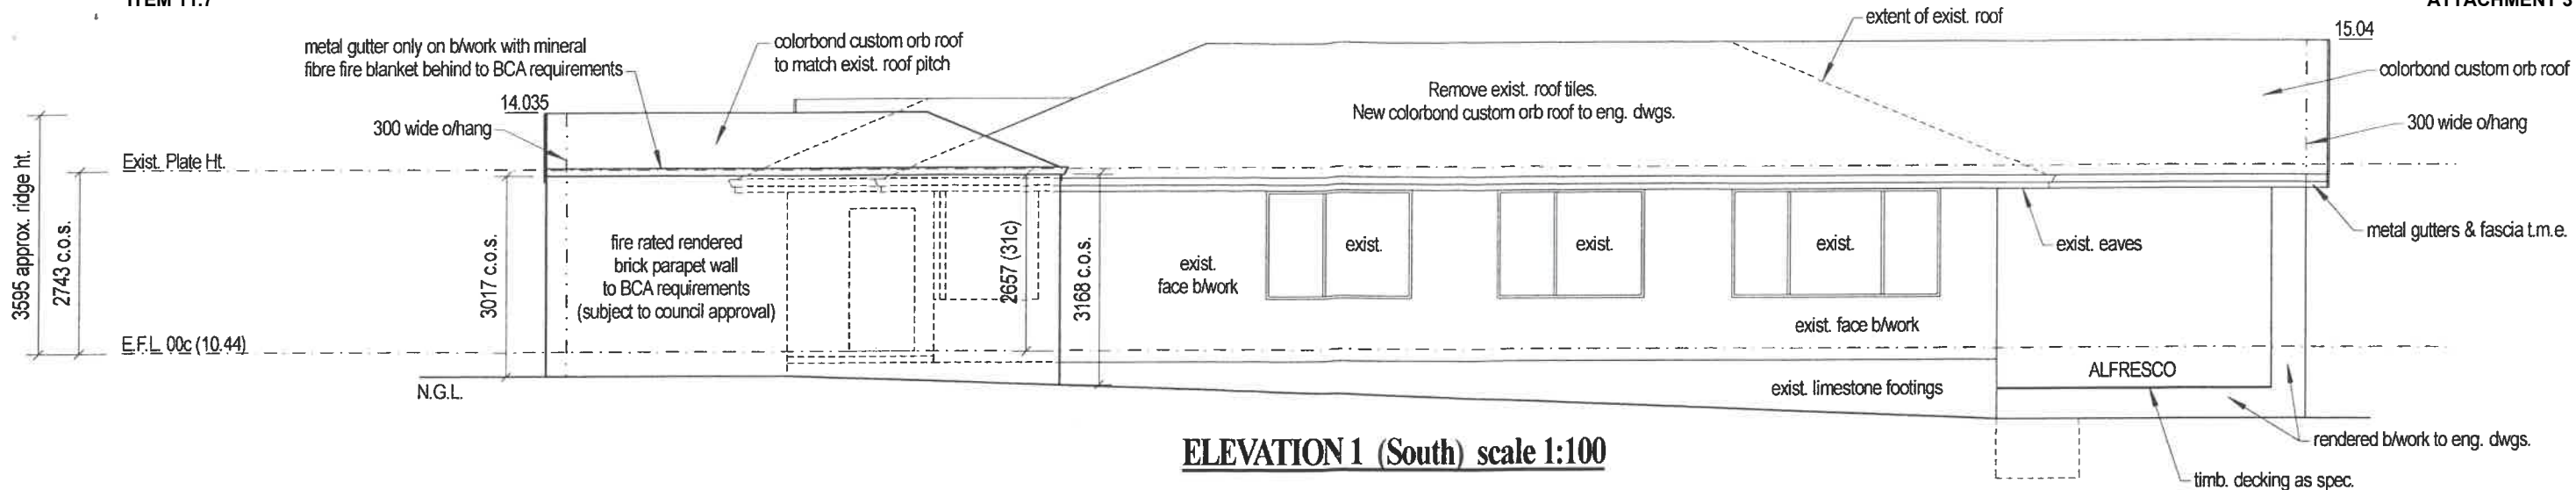 ITEM 11.7
ATTACHMENT 3
metal gutter only on b/work with mineral
fibre fire blanket behind to BCA requirements
colorbond custom orb roof
to match exist. roof pitch
extent of exist. roof
15.04
colorbond custom orb roof
14.035
300 wide o/hang
Remove exist. roof tiles.
New colorbond custom orb roof to eng. dwgs.
300 wide o/hang
Exist. Plate Ht.
3595 approx. ridge ht.
2743 c.o.s.
3017 c.o.s.
fire rated rendered
brick parapet wall
to BCA requirements
(subject to council approval)
2657 (31c)
3168 c.o.s.
exist.
face b/work
exist.
exist.
exist.
exist. eaves
metal gutters & fascia t.m.e.
exist. face b/work
E.F.L. 00c (10.44)
N.G.L.
exist. limestone footings
ALFRESCO
rendered b/work to eng. dwgs.
timb. decking as spec.
ELEVATION 1 (South) scale 1:100